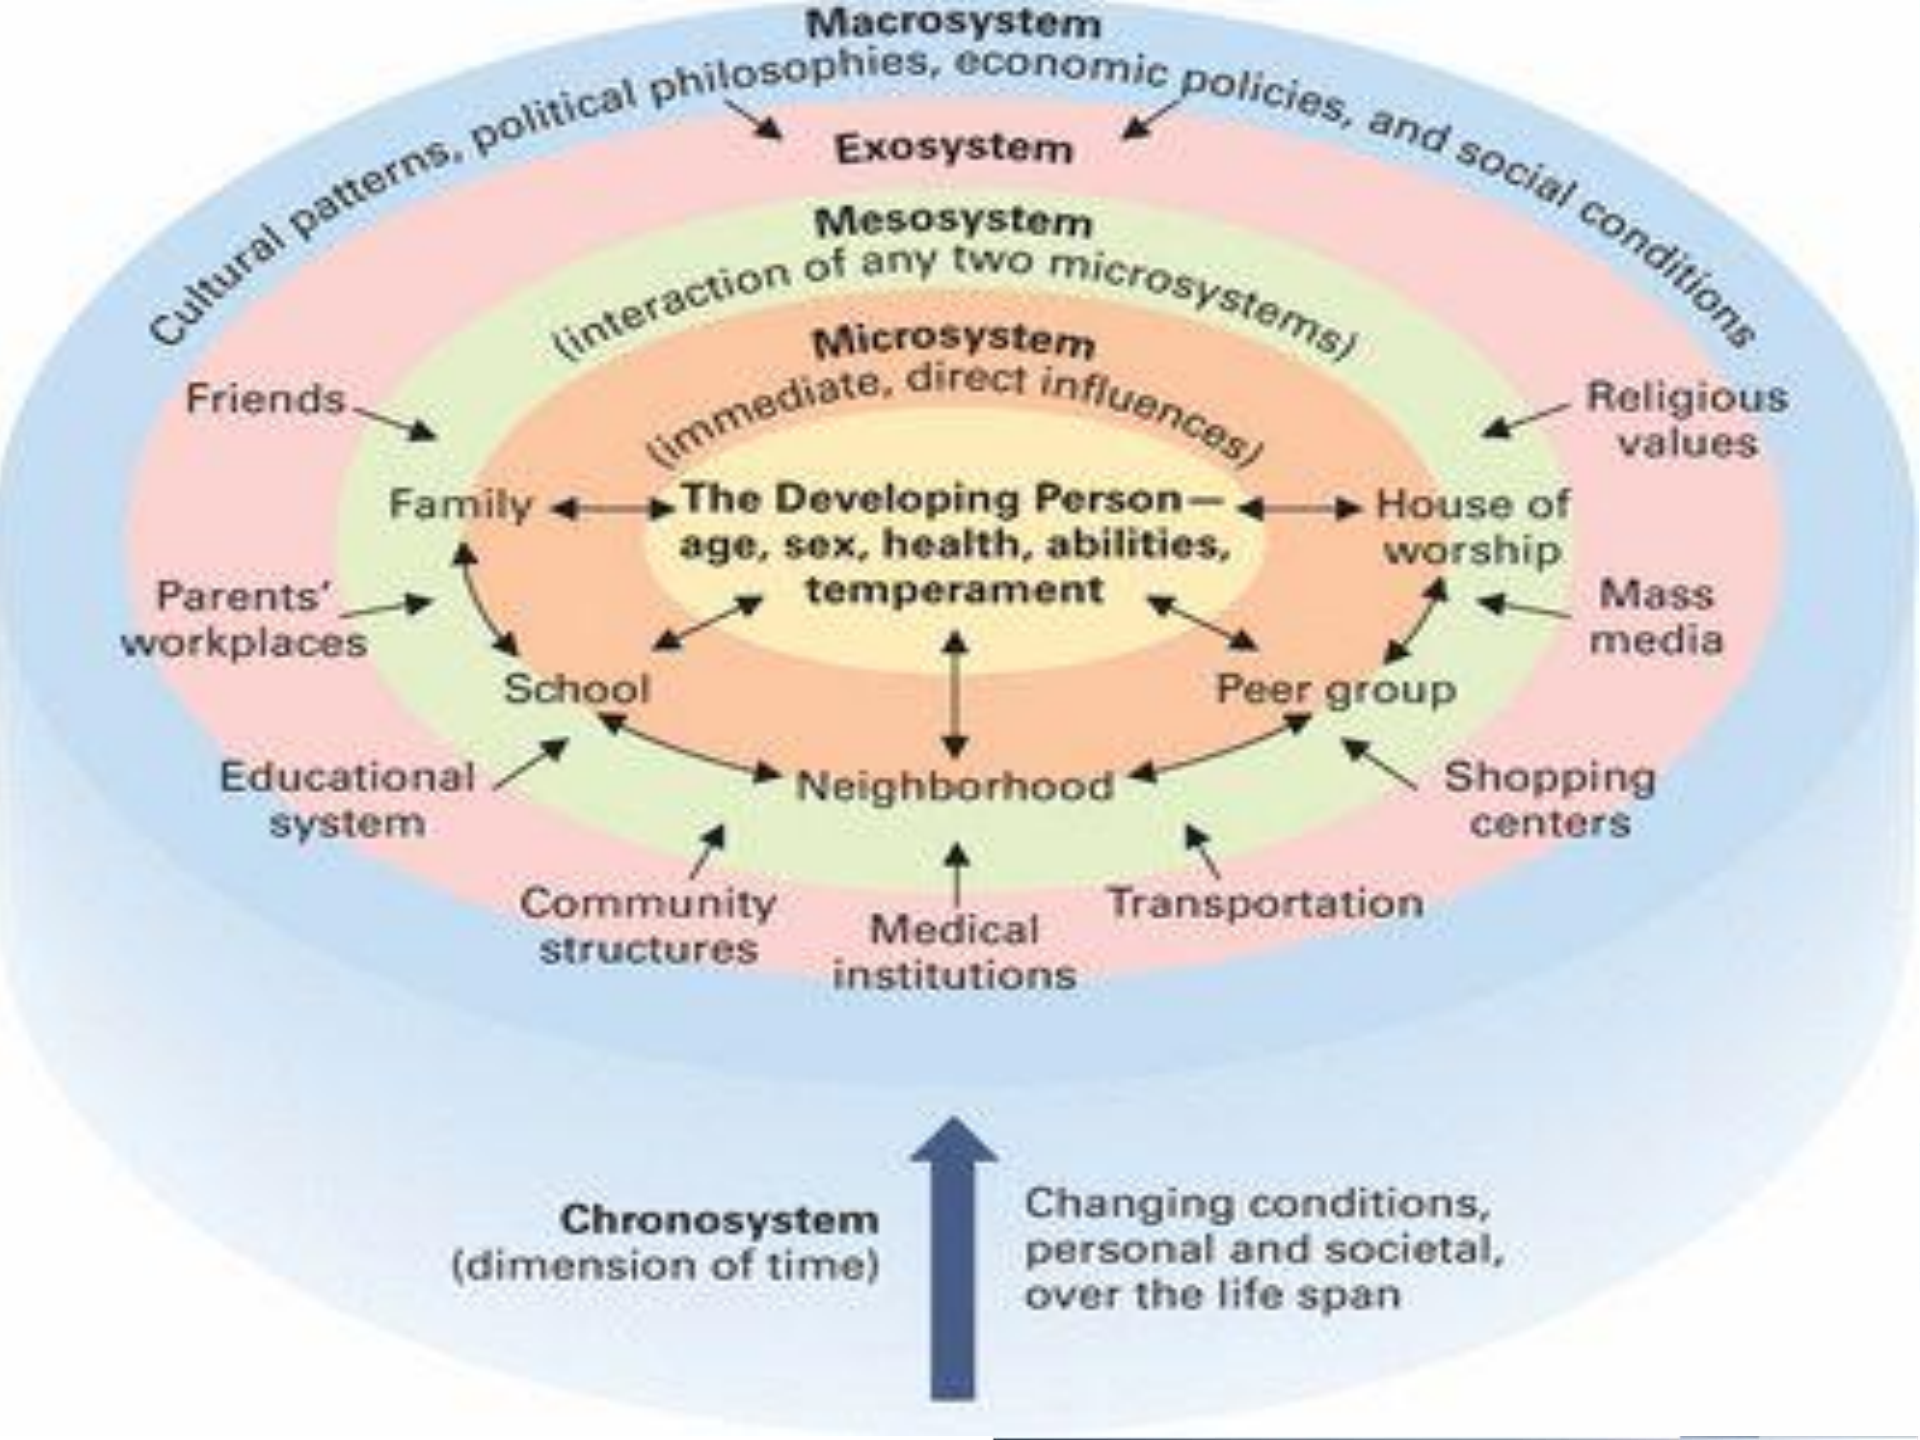 Macrosystem
Cultural patterns, political philosophies, economic policies, and social conditions
Exosystem
Mesosystem
(interaction of any two microsystems)
Microsystem
(immediate, direct influences)
Friends
Religious
values
Family
The Developing Person—
age, sex, health, abilities,
temperament
House of
worship
Parents’
workplaces
Mass
media
School
Peer group
Educational
system
Neighborhood
Shopping
centers
Community
structures
Medical
institutions
Transportation
Chronosystem
(dimension of time)
Changing conditions,
personal and societal,
over the life span